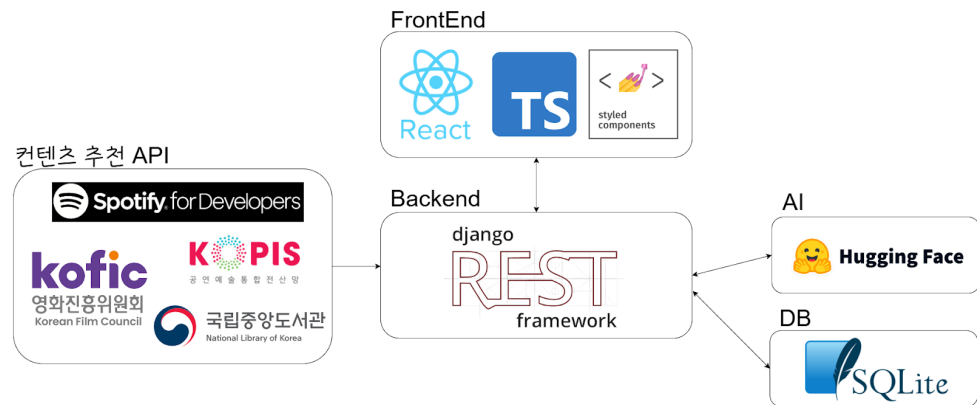 FrontEnd
React
TS
< 💅 >
styled
components
컨텐츠 추천 API
Spotify for Developers
kofic
영화진흥위원회
Korean Film Council
KOPIS
공연예술통합전산망
국립중앙도서관
National Library of Korea
Backend
django
REST
framework
AI
Hugging Face
DB
SQLite